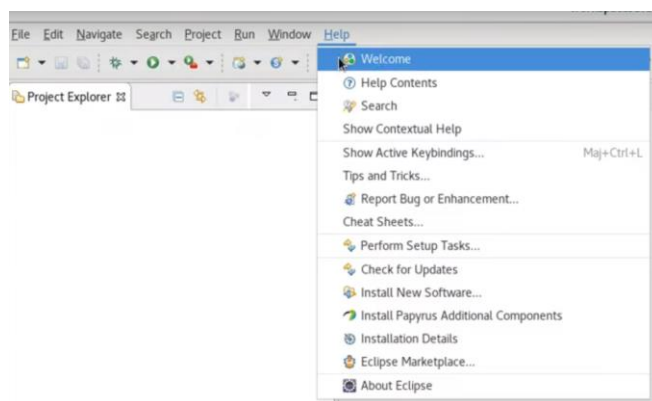 File Edit Navigate Search Project Run Window Help
Project Explorer
Welcome
Help Contents
Search
Show Contextual Help
Show Active Keybindings... Maj+Ctrl+L
Tips and Tricks...
Report Bug or Enhancement...
Cheat Sheets...
Perform Setup Tasks...
Check for Updates
Install New Software...
Install Papyrus Additional Components
Installation Details
Eclipse Marketplace...
About Eclipse